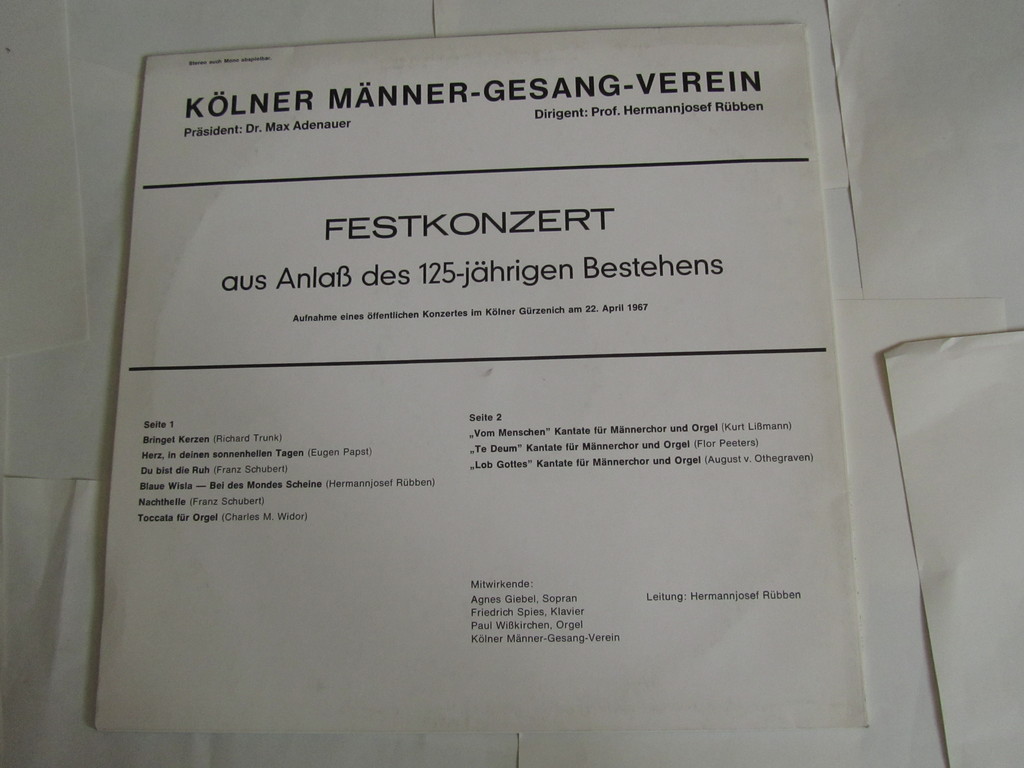 Stereo auch Mono abspielbar.
KÖLNER MÄNNER-GESANG-VEREIN
Präsident: Dr. Max Adenauer
Dirigent: Prof. Hermannjosef Rübben
FESTKONZERT
aus Anlaß des 125-jährigen Bestehens
Aufnahme eines öffentlichen Konzertes im Kölner Gürzenich am 22. April 1967
Seite 1
Bringet Kerzen (Richard Trunk)
Herz, in deinen sonnenhellen Tagen (Eugen Papst)
Du bist die Ruh (Franz Schubert)
Blaue Wisla — Bei des Mondes Scheine (Hermannjosef Rübben)
Nachthelle (Franz Schubert)
Toccata für Orgel (Charles M. Widor)
Seite 2
„Vom Menschen” Kantate für Männerchor und Orgel (Kurt Lißmann)
„Te Deum” Kantate für Männerchor und Orgel (Flor Peeters)
„Lob Gottes” Kantate für Männerchor und Orgel (August v. Othegraven)
Mitwirkende:
Agnes Giebel, Sopran
Friedrich Spies, Klavier
Paul Wißkirchen, Orgel
Kölner Männer-Gesang-Verein
Leitung: Hermannjosef Rübben